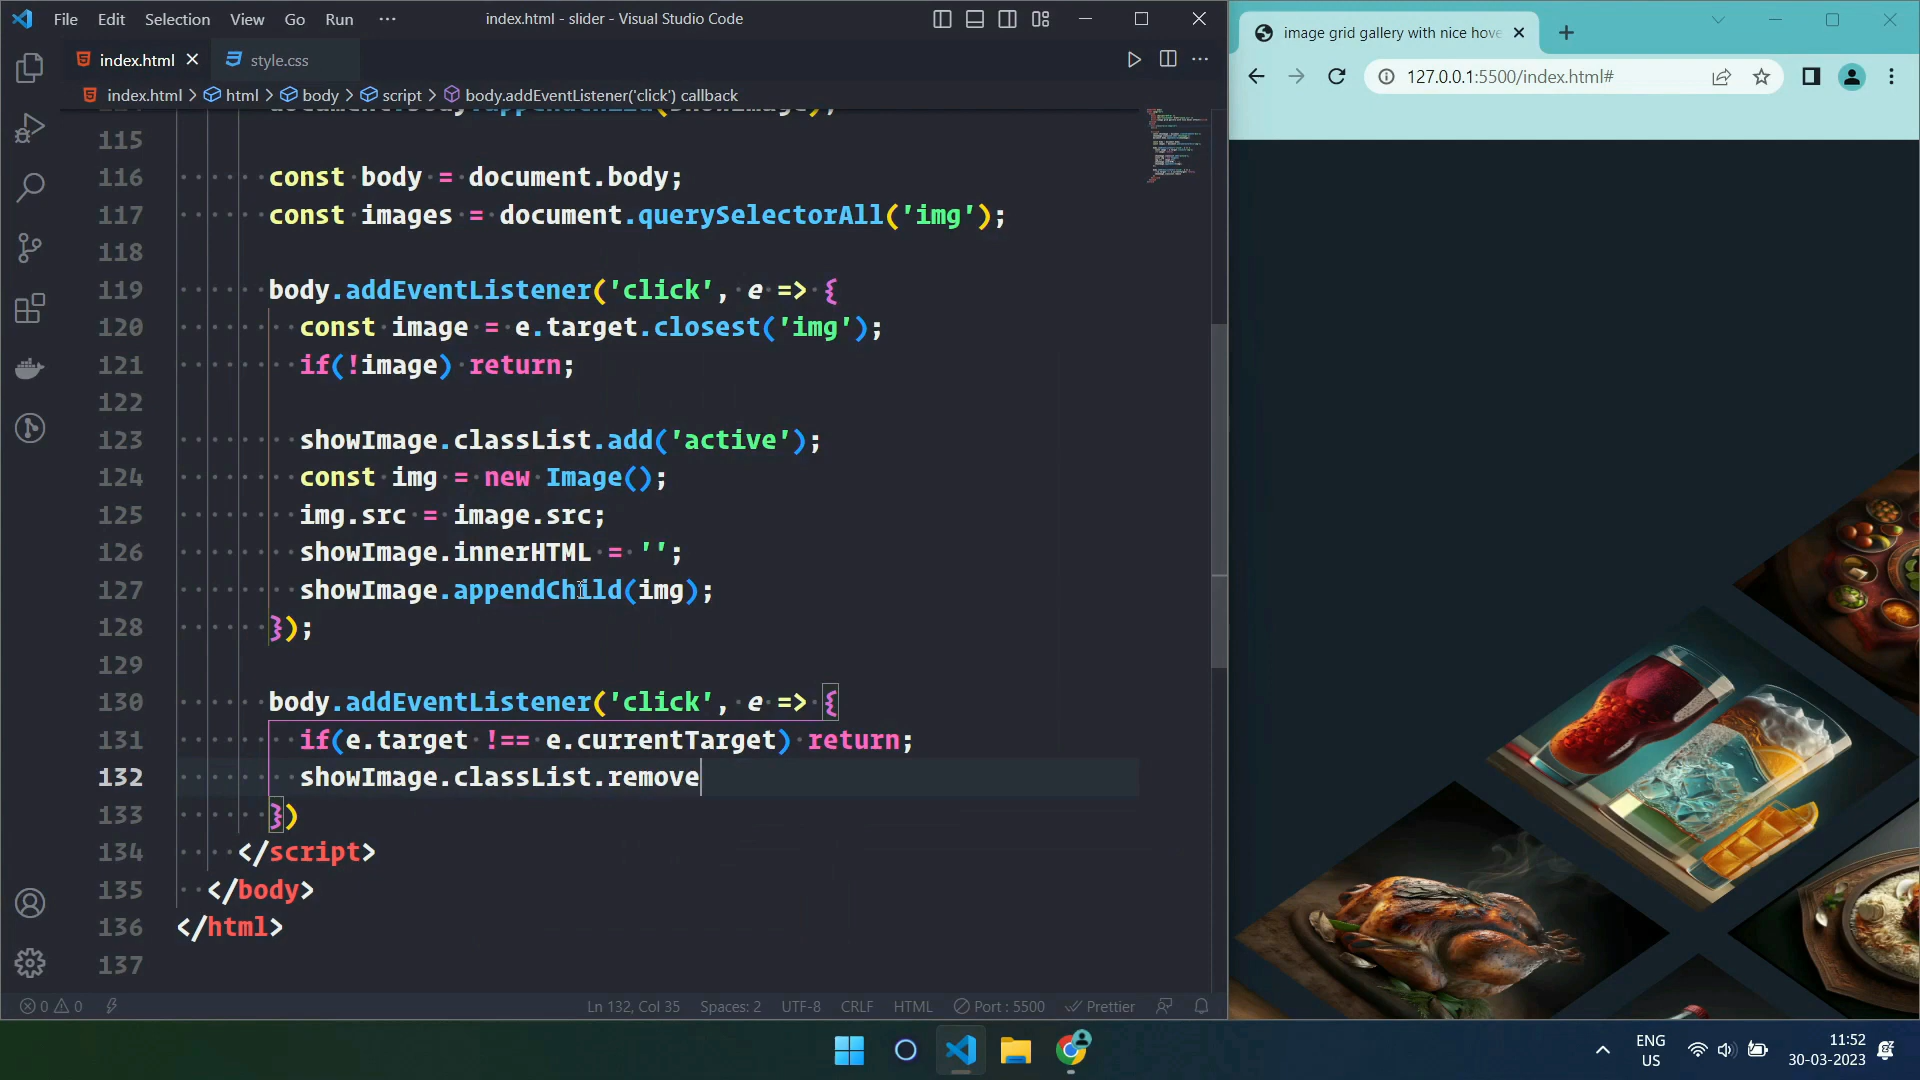 File Edit Selection View Go Run ··· index.html - slider - Visual Studio Code
index.html style.css
index.html > html > body > script > body.addEventListener('click') callback
115
116 const body = document.body;
117 const images = document.querySelectorAll('img');
118
119 body.addEventListener('click', e => {
120 const image = e.target.closest('img');
121 if(!image) return;
122
123 showImage.classList.add('active');
124 const img = new Image();
125 img.src = image.src;
126 showImage.innerHTML = '';
127 showImage.appendChild(img);
128 });
129
130 body.addEventListener('click', e => {
131 if(e.target !== e.currentTarget) return;
132 showImage.classList.remove
133 })
134 </script>
135 </body>
136 </html>
137
0 0 Ln 132, Col 35 Spaces: 2 UTF-8 CRLF HTML Port : 5500 Prettier
image grid gallery with nice hove
127.0.0.1:5500/index.html#
ENG
US
11:52
30-03-2023